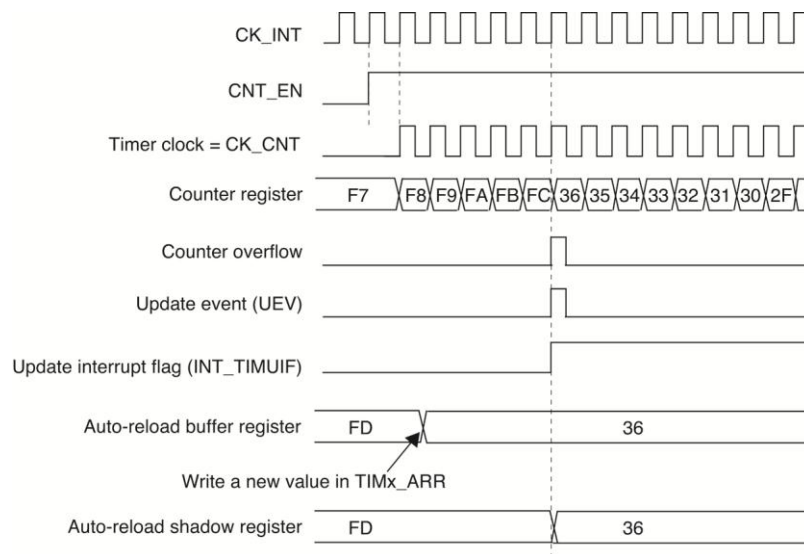 CK_INT
CNT_EN
Timer clock = CK_CNT
Counter register F7 F8 F9 FA FB FC 36 35 34 33 32 31 30 2F
Counter overflow
Update event (UEV)
Update interrupt flag (INT_TIMUIF)
Auto-reload buffer register FD 36
Write a new value in TIMx_ARR
Auto-reload shadow register FD 36